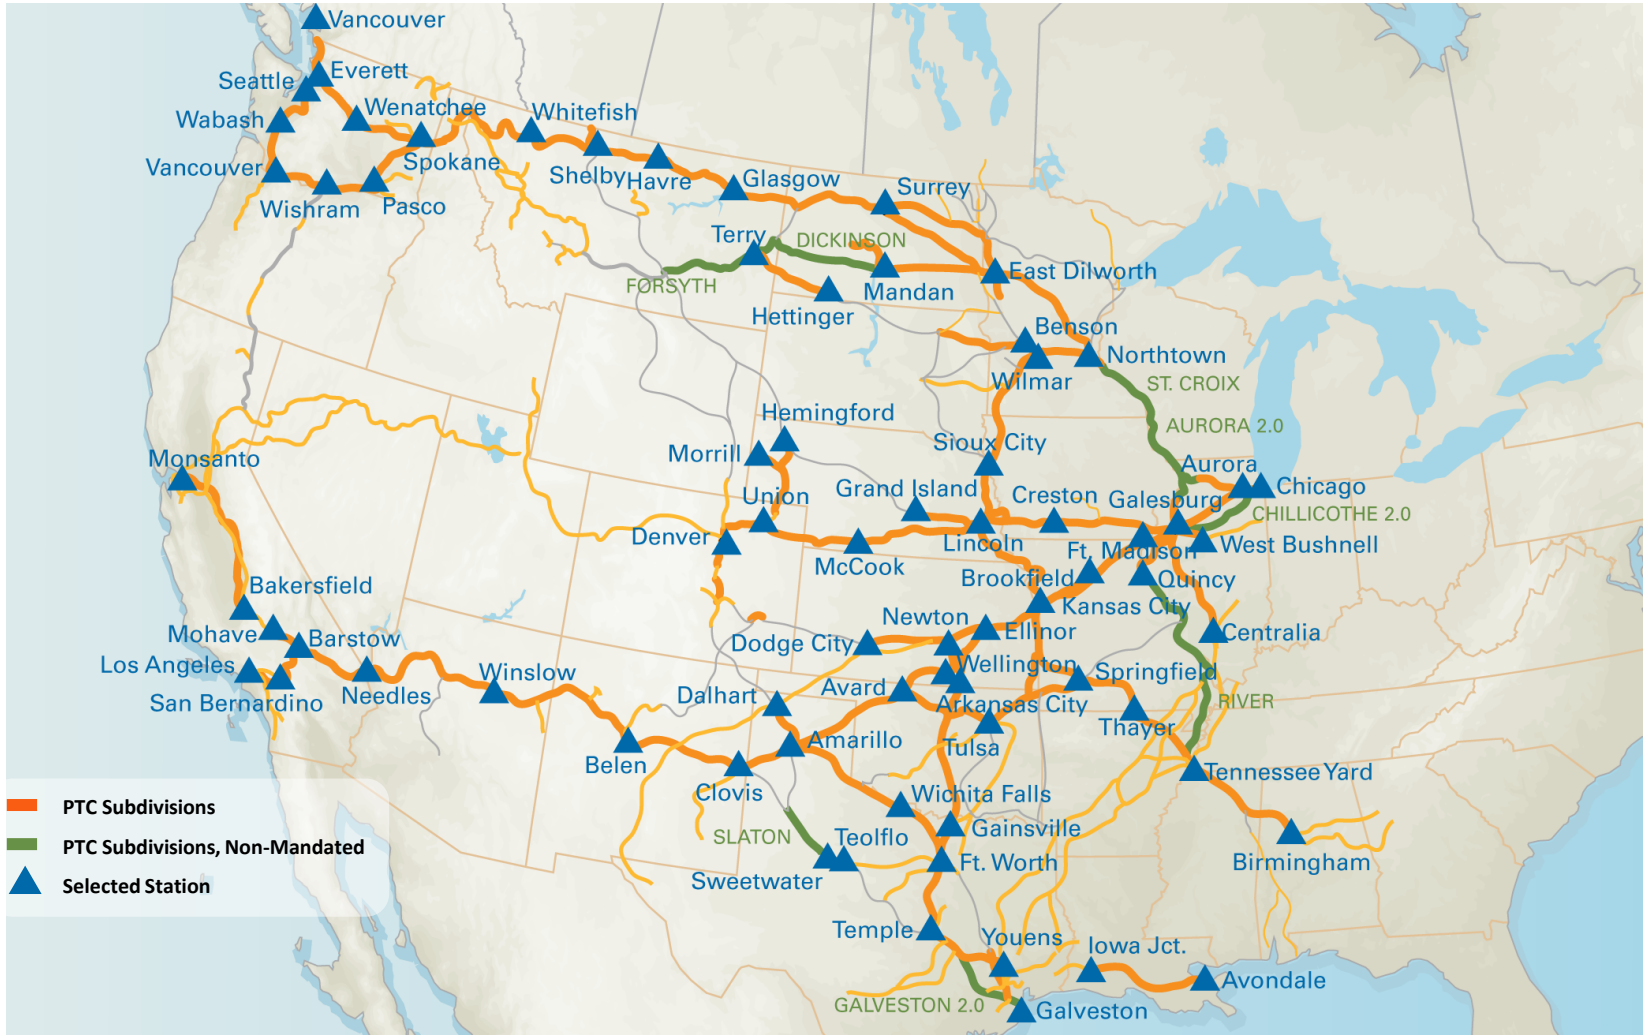 Vancouver
Everett
Seattle
Wenatchee
Whitefish
Wabash
Vancouver
Spokane
Shelby
Havre
Glasgow
Surrey
Wishram
Pasco
Terry
DICKINSON
FORSYTH
Mandan
East Dilworth
Hettinger
Benson
Northtown
Wilmar
ST. CROIX
Hemingford
AURORA 2.0
Morrill
Sioux City
Monsanto
Aurora
Chicago
Union
Grand Island
Creston
Galesburg
CHILLICOTHE 2.0
Denver
McCook
Lincoln
Ft. Madison
West Bushnell
Brookfield
Quincy
Bakersfield
Kansas City
Newton
Mohave
Barstow
Dodge City
Ellinor
Centralia
Los Angeles
Winslow
Wellington
Springfield
San Bernardino
Needles
Dalhart
Avard
Arkansas City
RIVER
Thayer
Amarillo
Tulsa
Belen
Tennessee Yard
Clovis
Wichita Falls
PTC Subdivisions
SLATON
Teolflo
Gainsville
PTC Subdivisions, Non-Mandated
Ft. Worth
Birmingham
Sweetwater
Selected Station
Temple
Youens
Iowa Jct.
Avondale
GALVESTON 2.0
Galveston